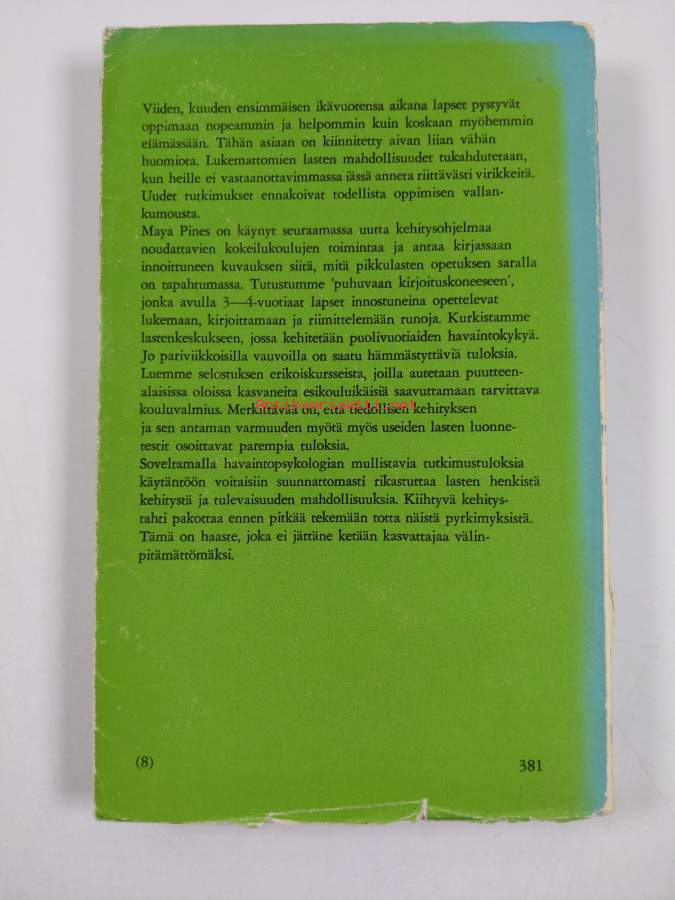 Viiden, kuuden ensimmäisen ikävuotensa aikana lapset pystyvät
oppimaan nopeammin ja helpommin kuin koskaan myöhemmin
elämässään. Tähän asiaan on kiinnitetty aivan liian vähän
huomiota. Lukemattomien lasten mahdollisuudet tukahdutetaan,
kun heille ei vastaanottavimmassa iässä anneta riittävästi virikkeitä.
Uudet tutkimukset ennakoivat todellista oppimisen vallan-
kumousta.
Maya Pines on käynyt seuraamassa uutta kehitysohjelmaa
noudattavien kokeilukoulujen toimintaa ja antaa kirjassaan
innoittuneen kuvauksen siitä, mitä pikkulasten opetuksen saralla
on tapahtumassa. Tutustumme 'puhuvaan kirjoituskoneeseen',
jonka avulla 3—4-vuotiaat lapset innostuneina opettelevat
lukemaan, kirjoittamaan ja riimittelemään runoja. Kurkistamme
lastenkeskukseen, jossa kehitetään puolivuotiaiden havaintokykyä.
Jo pariviikkoisilla vauvoilla on saatu hämmästyttäviä tuloksia.
Luemme selostuksen erikoiskursseista, joilla autetaan puutteen-
alaisissa oloissa kasvaneita esikouluikäisiä saavuttamaan tarvittava
kouluvalmius. Merkittävää on, että tiedollisen kehityksen
Antikvariaatti.net
ja sen antaman varmuuden myötä myös useiden lasten luonne-
testit osoittavat parempia tuloksia.
Soveltamalla havaintopsykologian mullistavia tutkimustuloksia
käytäntöön voitaisiin suunnattomasti rikastuttaa lasten henkistä
kehitystä ja tulevaisuuden mahdollisuuksia. Kiihtyvä kehitys-
tahti pakottaa ennen pitkää tekemään totta näistä pyrkimyksistä.
Tämä on haaste, joka ei jättäne ketään kasvattajaa välin-
pitämättömäksi.
(8)
381